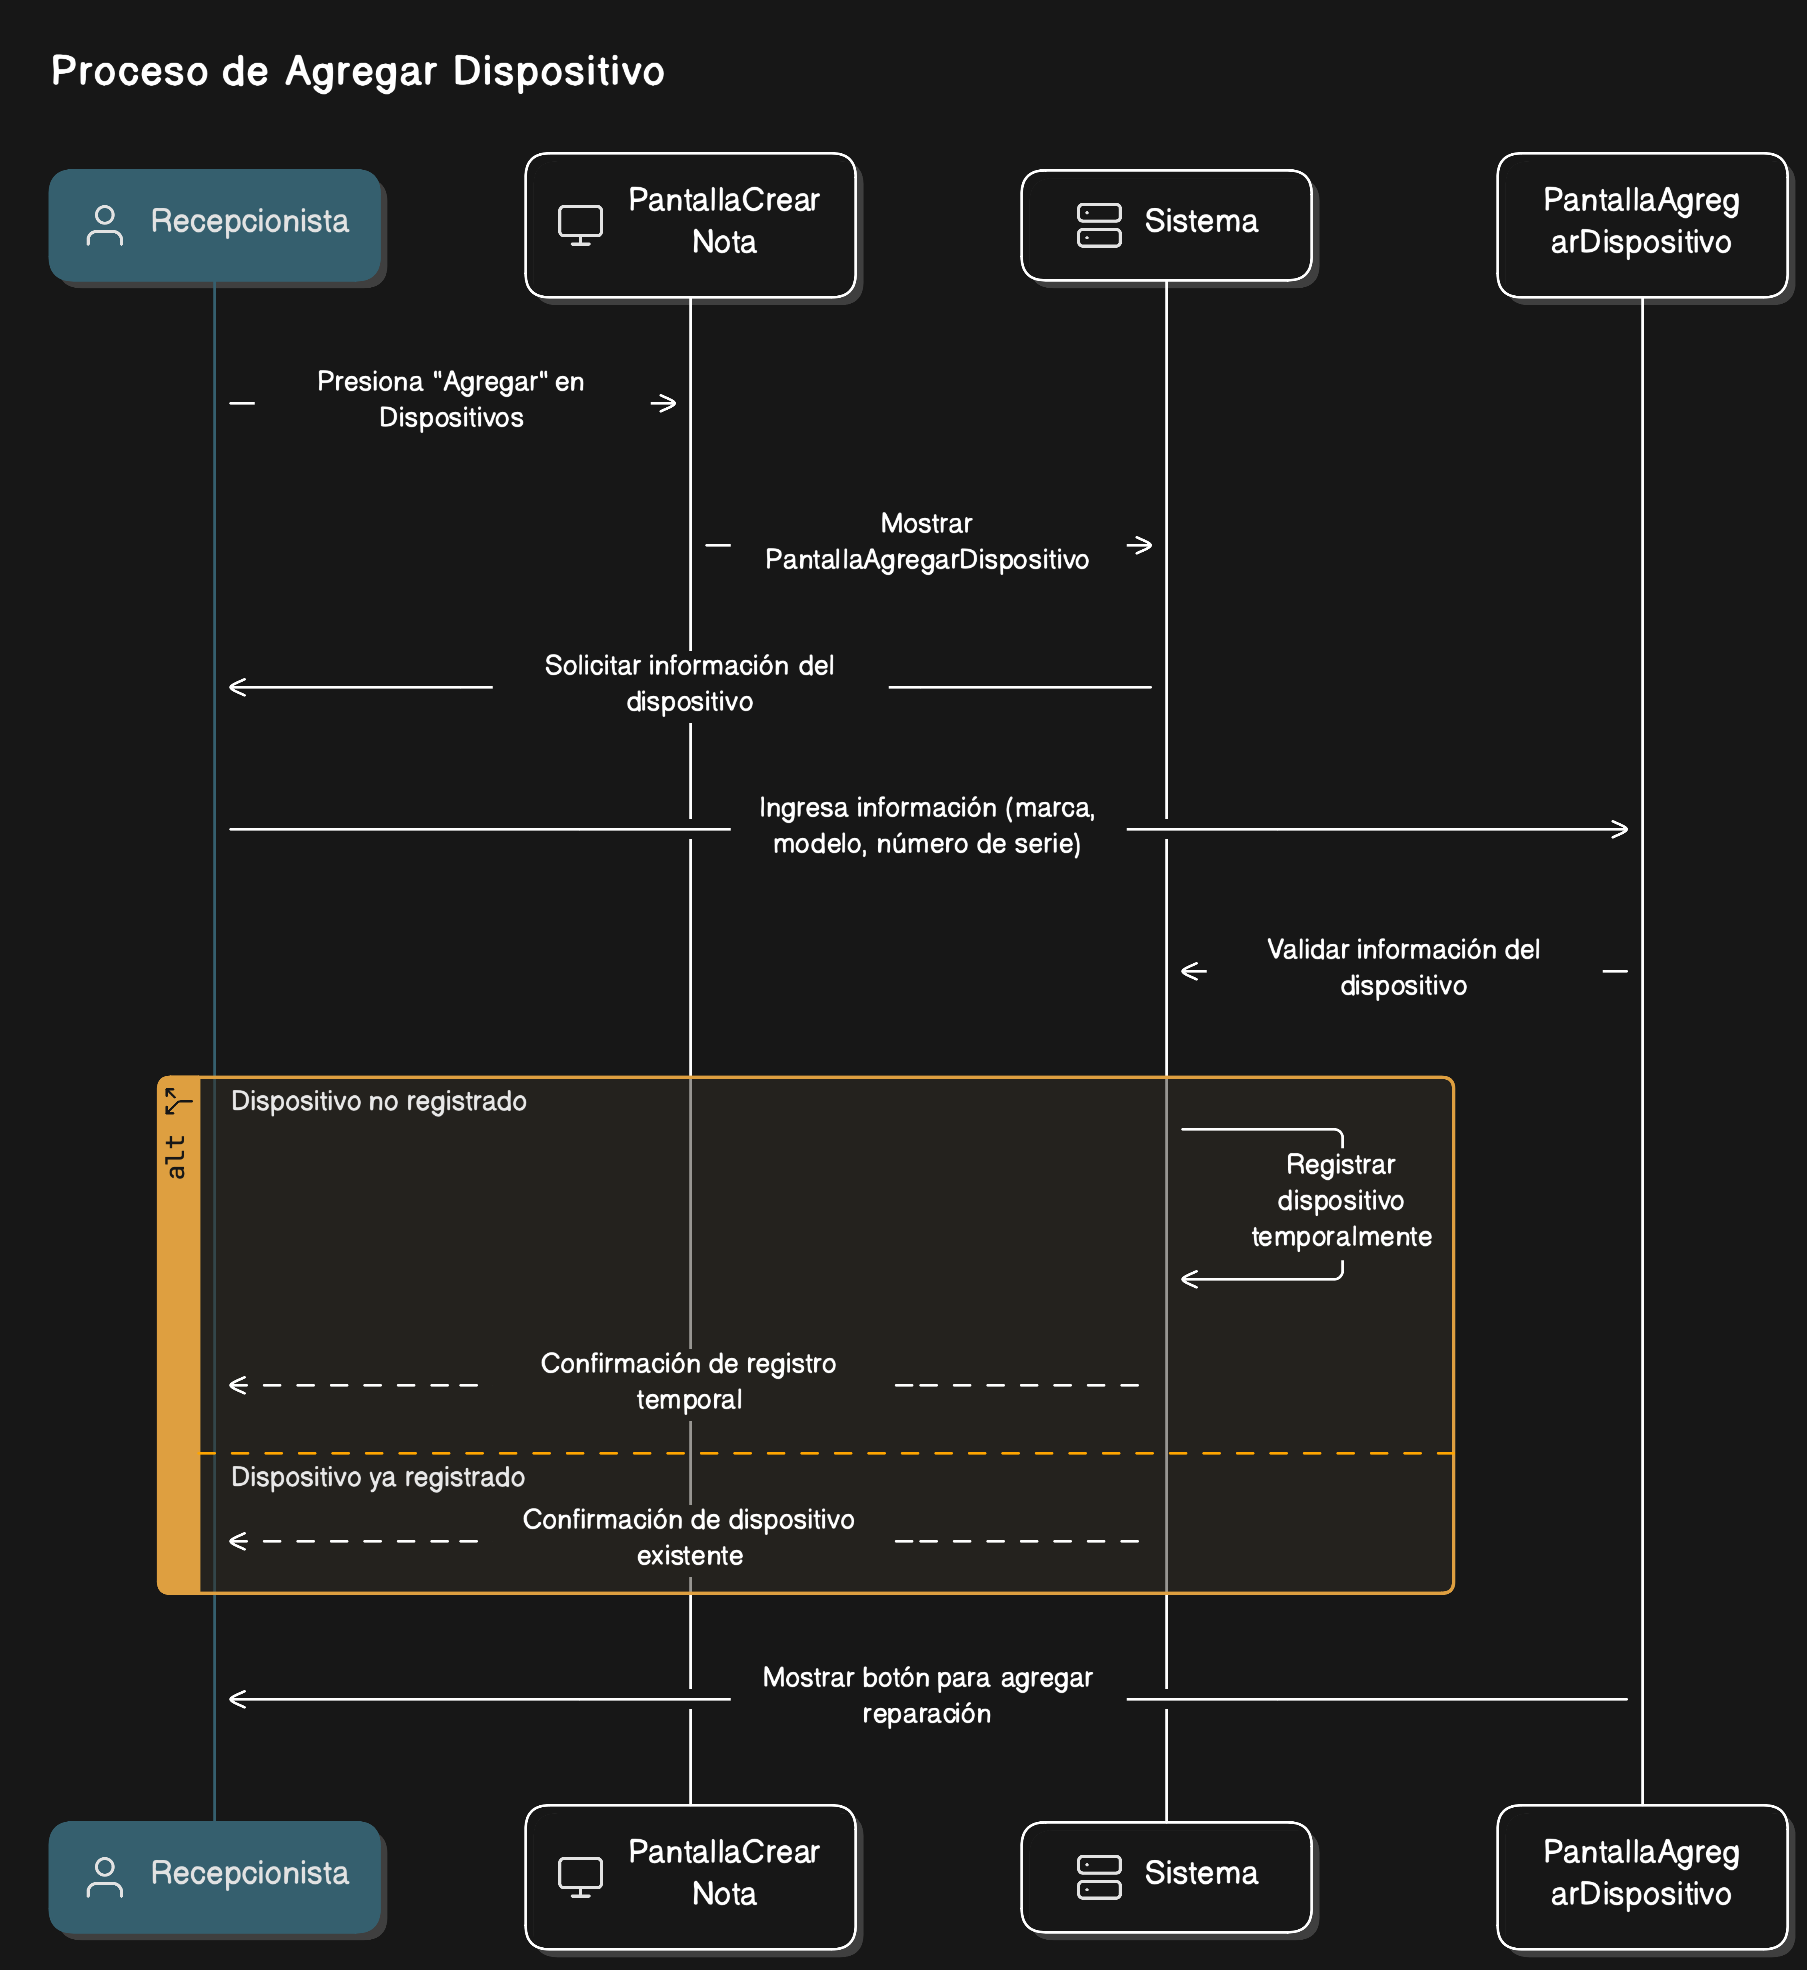 Proceso de Agregar Dispositivo
Recepcionista
PantallaCrear
Nota
Sistema
PantallaAgreg
arDispositivo
Presiona "Agregar" en
Dispositivos
Mostrar
PantallaAgregarDispositivo
Solicitar información del
dispositivo
Ingresa información (marca,
modelo, número de serie)
Validar información del
dispositivo
alt
Dispositivo no registrado
Registrar
dispositivo
temporalmente
Confirmación de registro
temporal
Dispositivo ya registrado
Confirmación de dispositivo
existente
Mostrar botón para agregar
reparación
Recepcionista
PantallaCrear
Nota
Sistema
PantallaAgreg
arDispositivo